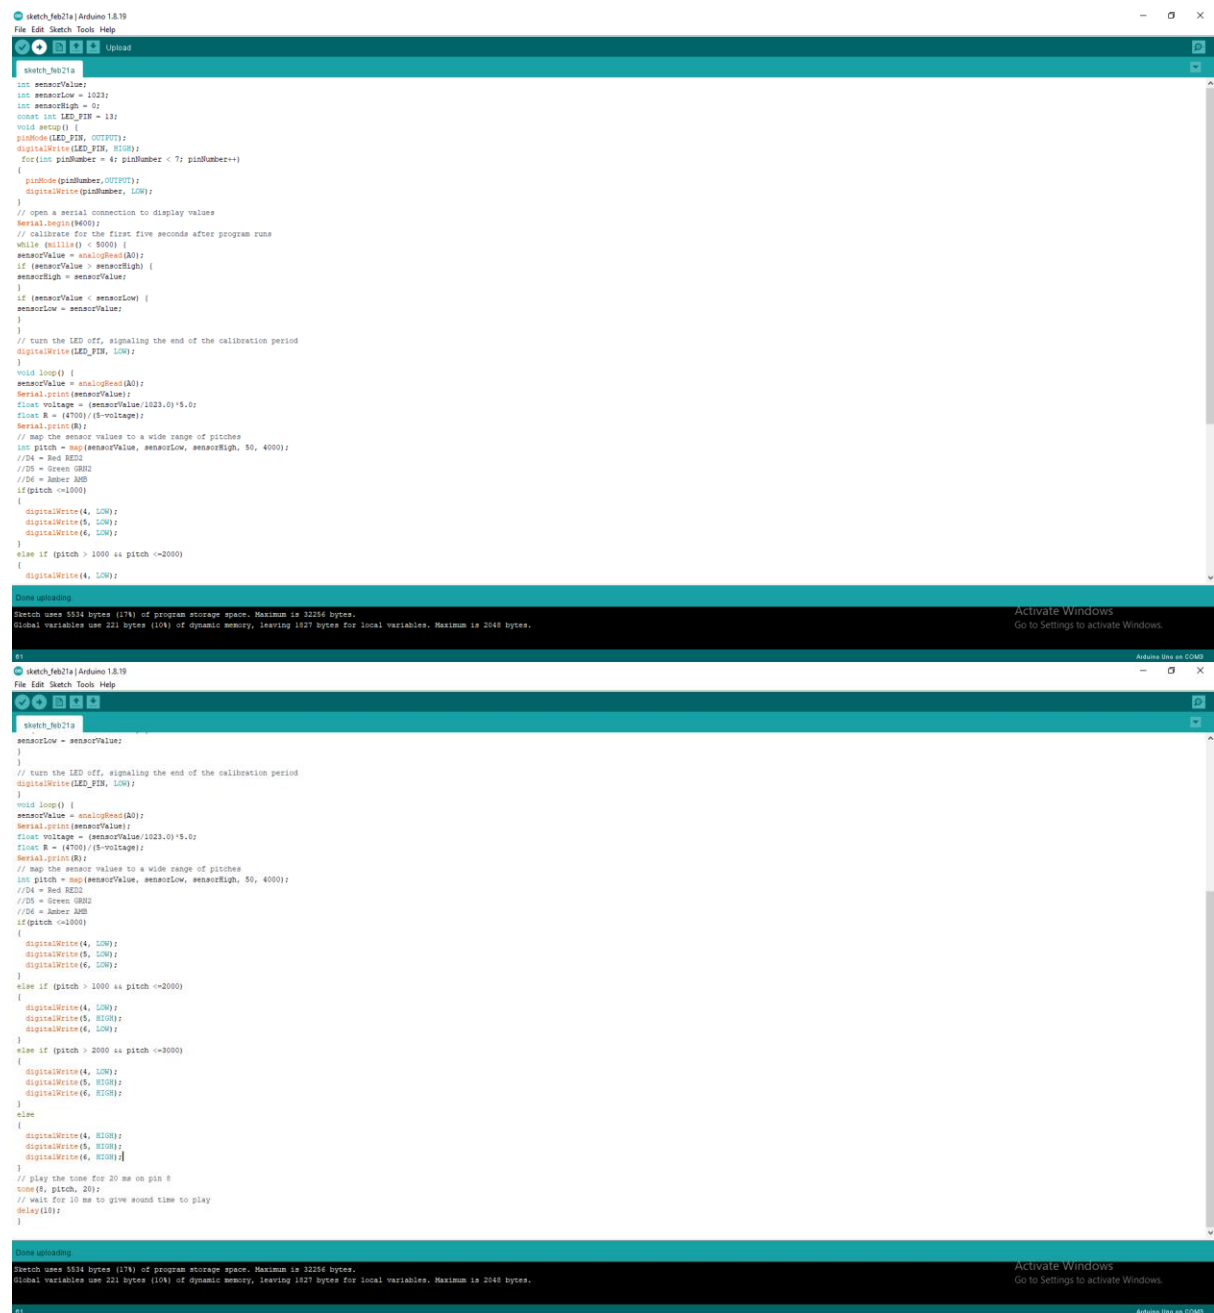 sketch_feb21a | Arduino 1.8.19
File Edit Sketch Tools Help
Upload
sketch_feb21a
int sensorValue;
int sensorLow = 1023;
int sensorHigh = 0;
const int LED_PIN = 13;
void setup() {
pinMode(LED_PIN, OUTPUT);
digitalWrite(LED_PIN, HIGH);
for(int pinNumber = 4; pinNumber < 7; pinNumber++)
{
pinMode(pinNumber,OUTPUT);
digitalWrite(pinNumber, LOW);
}
// open a serial connection to display values
Serial.begin(9600);
// calibrate for the first five seconds after program runs
while (millis() < 5000) {
sensorValue = analogRead(A0);
if (sensorValue > sensorHigh) {
sensorHigh = sensorValue;
}
if (sensorValue < sensorLow) {
sensorLow = sensorValue;
}
}
// turn the LED off, signaling the end of the calibration period
digitalWrite(LED_PIN, LOW);
}
void loop() {
sensorValue = analogRead(A0);
Serial.print(sensorValue);
float voltage = (sensorValue/1023.0)*5.0;
float R = (4700)/(5-voltage);
Serial.print(R);
// map the sensor values to a wide range of pitches
int pitch = map(sensorValue, sensorLow, sensorHigh, 50, 4000);
//D4 = Red RED2
//D5 = Green GRN2
//D6 = Amber AMB
if(pitch <=1000)
{
digitalWrite(4, LOW);
digitalWrite(5, LOW);
digitalWrite(6, LOW);
}
else if (pitch > 1000 && pitch <=2000)
{
digitalWrite(4, LOW);
Done uploading.
Sketch uses 5534 bytes (17%) of program storage space. Maximum is 32256 bytes.
Global variables use 221 bytes (10%) of dynamic memory, leaving 1827 bytes for local variables. Maximum is 2048 bytes.
Activate Windows
Go to Settings to activate Windows.
61
Arduino Uno on COM3
sketch_feb21a | Arduino 1.8.19
File Edit Sketch Tools Help
sketch_feb21a
sensorLow = sensorValue;
}
}
// turn the LED off, signaling the end of the calibration period
digitalWrite(LED_PIN, LOW);
}
void loop() {
sensorValue = analogRead(A0);
Serial.print(sensorValue);
float voltage = (sensorValue/1023.0)*5.0;
float R = (4700)/(5-voltage);
Serial.print(R);
// map the sensor values to a wide range of pitches
int pitch = map(sensorValue, sensorLow, sensorHigh, 50, 4000);
//D4 = Red RED2
//D5 = Green GRN2
//D6 = Amber AMB
if(pitch <=1000)
{
digitalWrite(4, LOW);
digitalWrite(5, LOW);
digitalWrite(6, LOW);
}
else if (pitch > 1000 && pitch <=2000)
{
digitalWrite(4, LOW);
digitalWrite(5, HIGH);
digitalWrite(6, LOW);
}
else if (pitch > 2000 && pitch <=3000)
{
digitalWrite(4, LOW);
digitalWrite(5, HIGH);
digitalWrite(6, HIGH);
}
else
{
digitalWrite(4, HIGH);
digitalWrite(5, HIGH);
digitalWrite(6, HIGH);
}
// play the tone for 20 ms on pin 8
tone(8, pitch, 20);
// wait for 10 ms to give sound time to play
delay(10);
}
Done uploading.
Sketch uses 5534 bytes (17%) of program storage space. Maximum is 32256 bytes.
Global variables use 221 bytes (10%) of dynamic memory, leaving 1827 bytes for local variables. Maximum is 2048 bytes.
Activate Windows
Go to Settings to activate Windows.
61
Arduino Uno on COM3